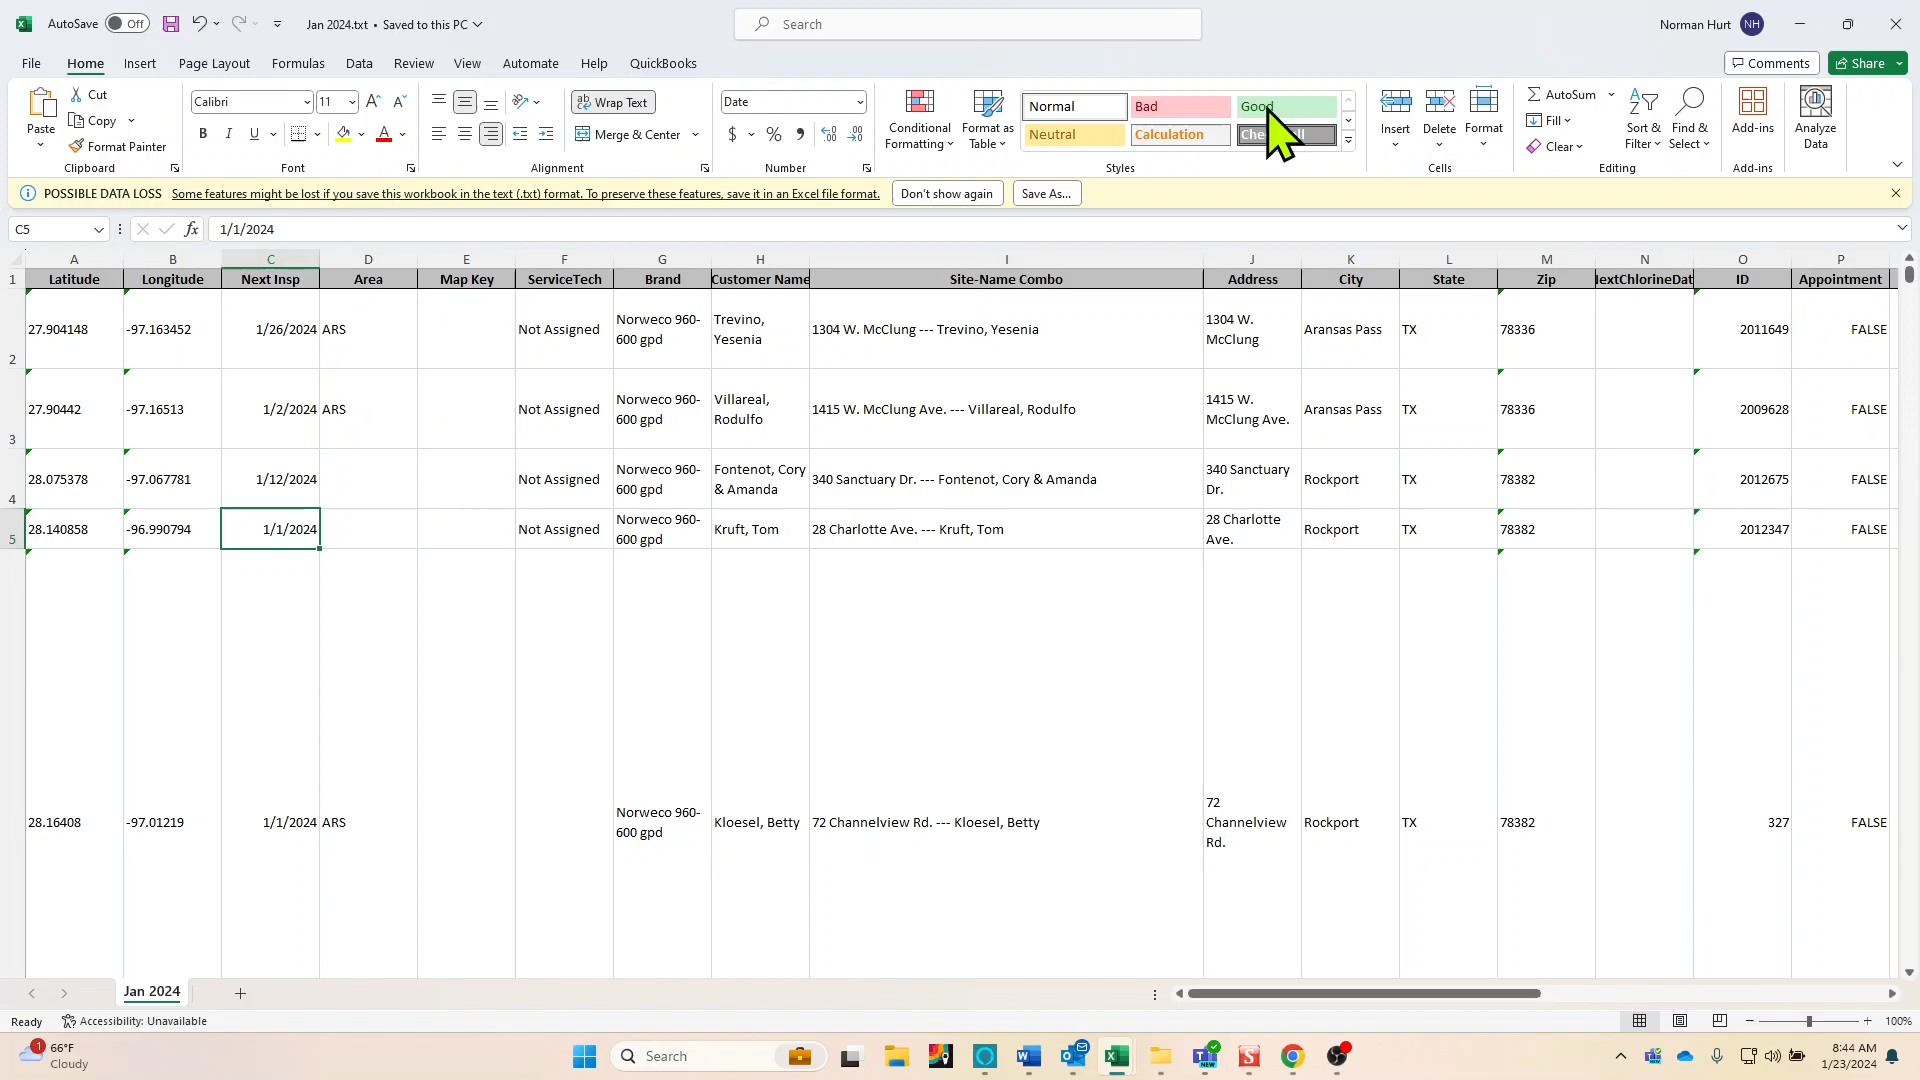 AutoSave Off Jan 2024.txt • Saved to this PC Search Norman Hurt NH
File Home Insert Page Layout Formulas Data Review View Automate Help QuickBooks Comments Share
Paste Cut Copy Format Painter Clipboard
Calibri 11 B I U A Font
ab Wrap Text Merge & Center Alignment
Date $ % , Number
Conditional Formatting Format as Table Normal Bad Good Neutral Calculation Styles
Insert Delete Format Cells
AutoSum Fill Clear Sort & Filter Find & Select Editing
Add-ins Add-ins
Analyze Data
POSSIBLE DATA LOSS Some features might be lost if you save this workbook in the text (.txt) format. To preserve these features, save it in an Excel file format. Don't show again Save As...
C5 fx 1/1/2024
A B C D E F G H I J K L M N O P
1 Latitude Longitude Next Insp Area Map Key ServiceTech Brand Customer Name Site-Name Combo Address City State Zip lextChlorineDat ID Appointment
2 27.904148 -97.163452 1/26/2024 ARS Not Assigned Norweco 960-600 gpd Trevino, Yesenia 1304 W. McClung --- Trevino, Yesenia 1304 W. McClung Aransas Pass TX 78336 2011649 FALSE
3 27.90442 -97.16513 1/2/2024 ARS Not Assigned Norweco 960-600 gpd Villareal, Rodulfo 1415 W. McClung Ave. --- Villareal, Rodulfo 1415 W. McClung Ave. Aransas Pass TX 78336 2009628 FALSE
4 28.075378 -97.067781 1/12/2024 Not Assigned Norweco 960-600 gpd Fontenot, Cory & Amanda 340 Sanctuary Dr. --- Fontenot, Cory & Amanda 340 Sanctuary Dr. Rockport TX 78382 2012675 FALSE
5 28.140858 -96.990794 1/1/2024 Not Assigned Norweco 960-600 gpd Kruft, Tom 28 Charlotte Ave. --- Kruft, Tom 28 Charlotte Ave. Rockport TX 78382 2012347 FALSE
28.16408 -97.01219 1/1/2024 ARS Norweco 960-600 gpd Kloesel, Betty 72 Channelview Rd. --- Kloesel, Betty 72 Channelview Rd. Rockport TX 78382 327 FALSE
Jan 2024
Ready Accessibility: Unavailable 100%
1 66°F Cloudy Search NEW 8:44 AM 1/23/2024